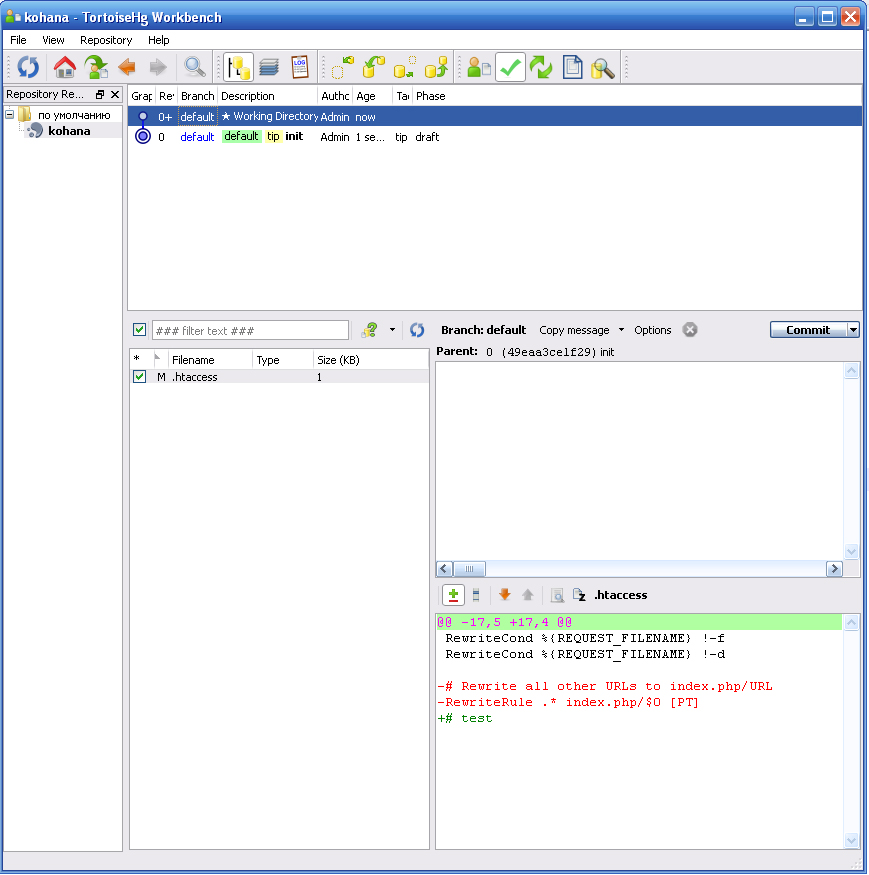 kohana - TortoiseHg Workbench
File View Repository Help
LOG
Repository Re...
по умолчанию
kohana
Grap Re Branch Description Autho Age Tag Phase
0+ default ★ Working Directory Admin now
0 default default tip init Admin 1 se... tip draft
### filter text ###
Branch: default Copy message Options Commit
* Filename Type Size (KB)
M .htaccess 1
Parent: 0 (49eaa3ce1f29) init
.htaccess
@@ -17,5 +17,4 @@
RewriteCond %{REQUEST_FILENAME} !-f
RewriteCond %{REQUEST_FILENAME} !-d
-# Rewrite all other URLs to index.php/URL
-RewriteRule .* index.php/$0 [PT]
+# test